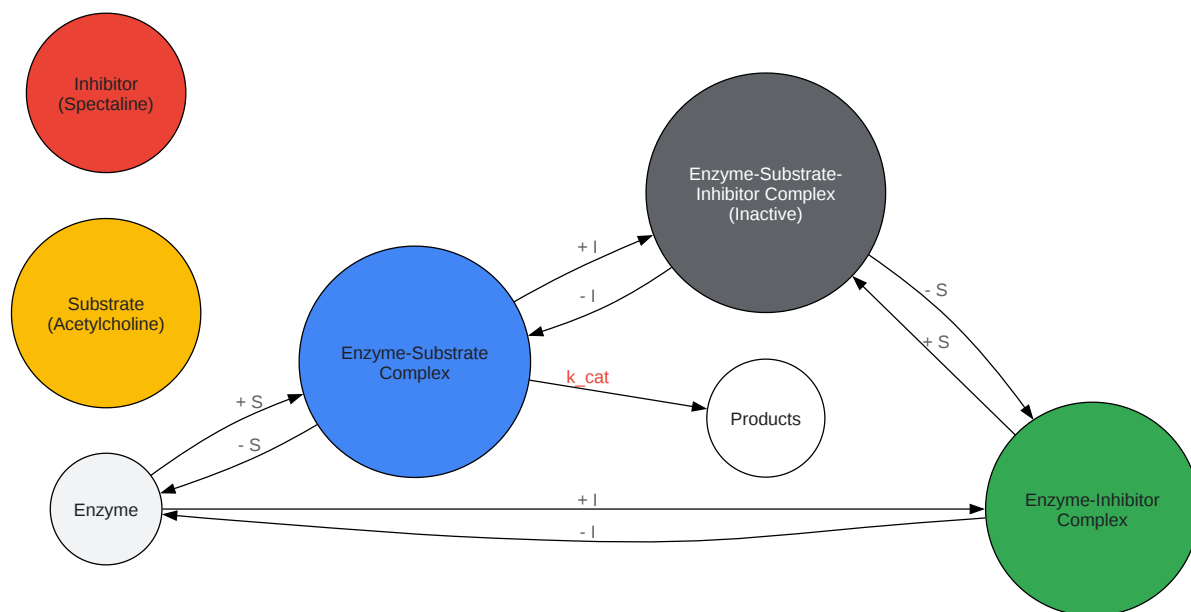 Inhibitor
(Spectaline)
Enzyme-Substrate-
Inhibitor Complex
(Inactive)
+ I
- I
- S
Substrate
(Acetylcholine)
+ S
Enzyme-Substrate
Complex
k_cat
Products
+ S
- S
Enzyme
+ I
- I
Enzyme-Inhibitor
Complex